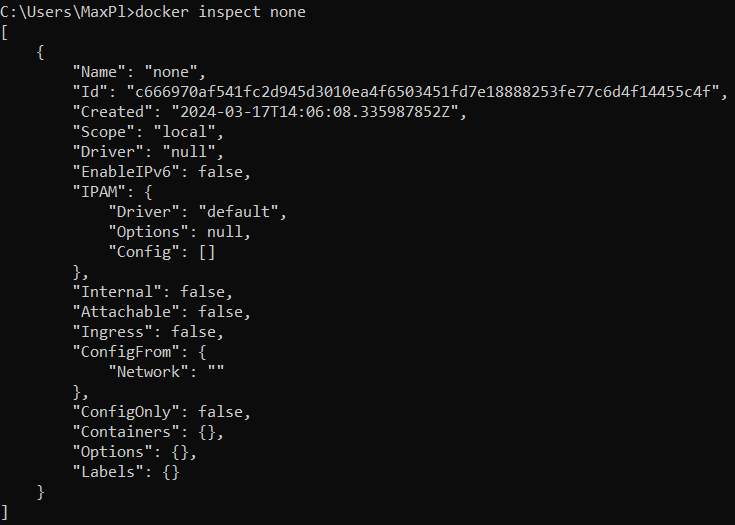 C:\Users\MaxPl>docker inspect none
[
    {
        "Name": "none",
        "Id": "c666970af541fc2d945d3010ea4f6503451fd7e18888253fe77c6d4f14455c4f",
        "Created": "2024-03-17T14:06:08.335987852Z",
        "Scope": "local",
        "Driver": "null",
        "EnableIPv6": false,
        "IPAM": {
            "Driver": "default",
            "Options": null,
            "Config": []
        },
        "Internal": false,
        "Attachable": false,
        "Ingress": false,
        "ConfigFrom": {
            "Network": ""
        },
        "ConfigOnly": false,
        "Containers": {},
        "Options": {},
        "Labels": {}
    }
]